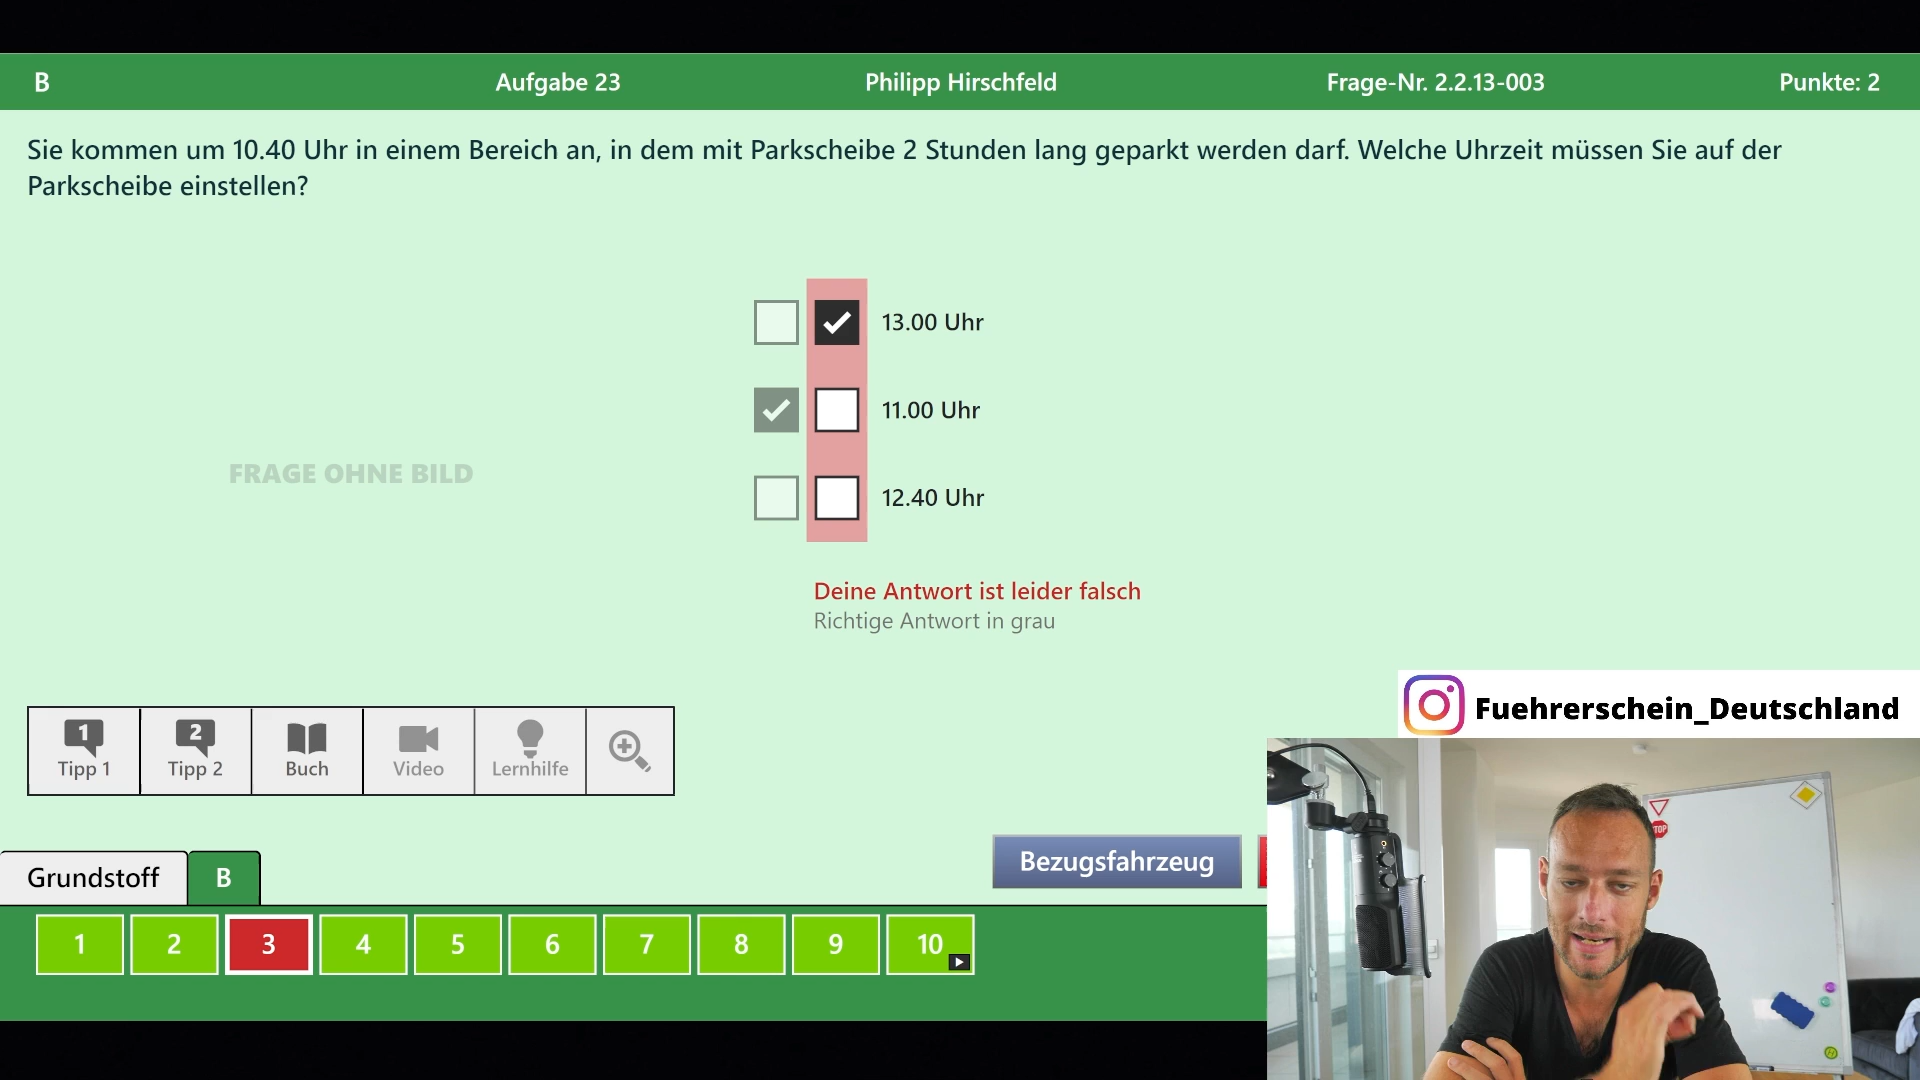 B Aufgabe 23 Philipp Hirschfeld Frage-Nr. 2.2.13-003 Punkte: 2
Sie kommen um 10.40 Uhr in einem Bereich an, in dem mit Parkscheibe 2 Stunden lang geparkt werden darf. Welche Uhrzeit müssen Sie auf der
Parkscheibe einstellen?
13.00 Uhr
11.00 Uhr
12.40 Uhr
FRAGE OHNE BILD
Deine Antwort ist leider falsch
Richtige Antwort in grau
Fuehrerschein_Deutschland
1 2
Tipp 1 Tipp 2 Buch Video Lernhilfe
STOP
Bezugsfahrzeug
Grundstoff B
1 2 3 4 5 6 7 8 9 10